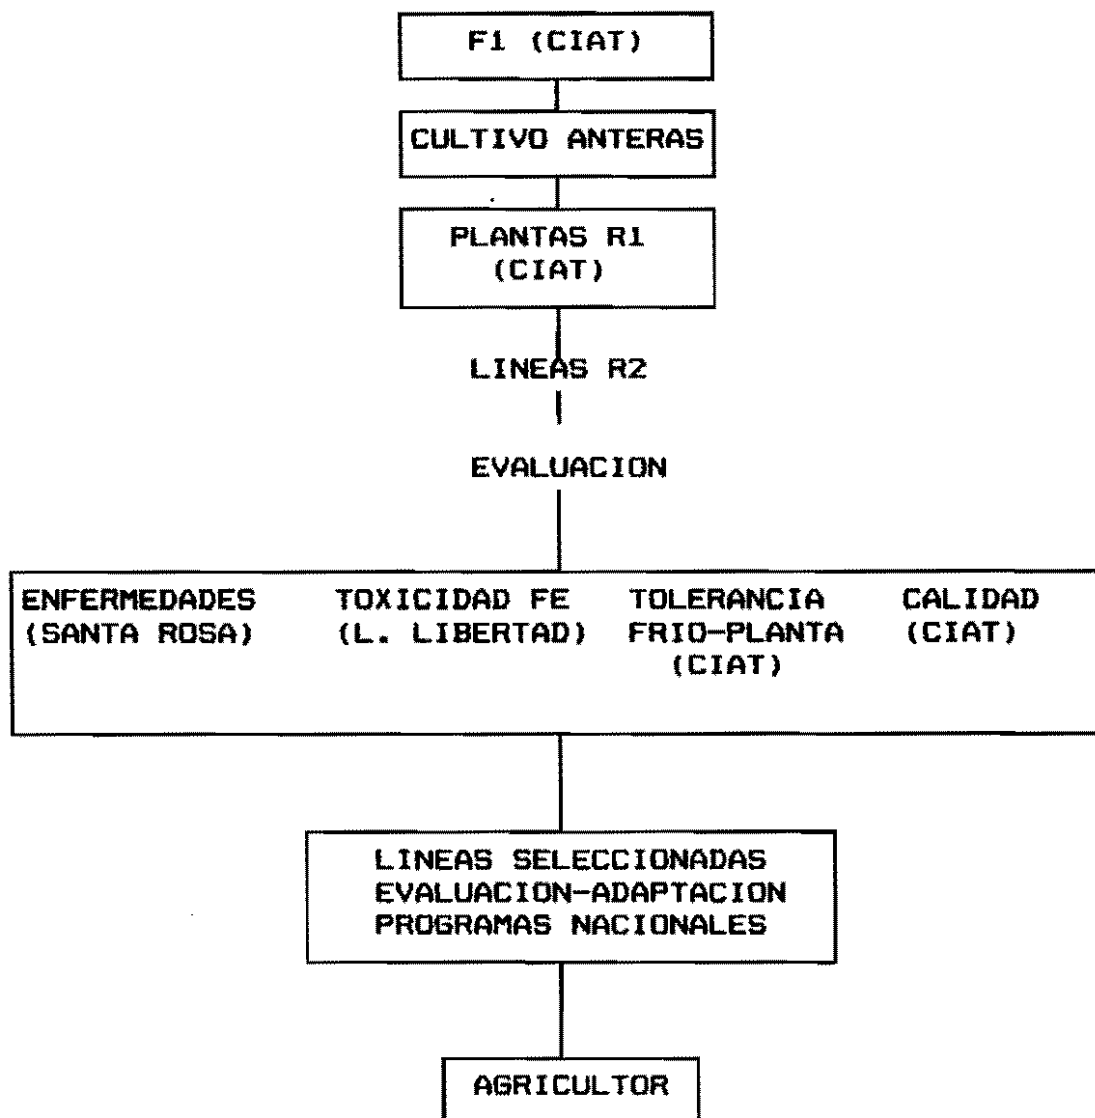 F1 (CIAT)
CULTIVO ANTERAS
PLANTAS R1
(CIAT)
LINEAS R2
EVALUACION
ENFERMEDADES
(SANTA ROSA)
TOXICIDAD FE
(L. LIBERTAD)
TOLERANCIA
FRIO-PLANTA
(CIAT)
CALIDAD
(CIAT)
LINEAS SELECCIONADAS
EVALUACION-ADAPTACION
PROGRAMAS NACIONALES
AGRICULTOR